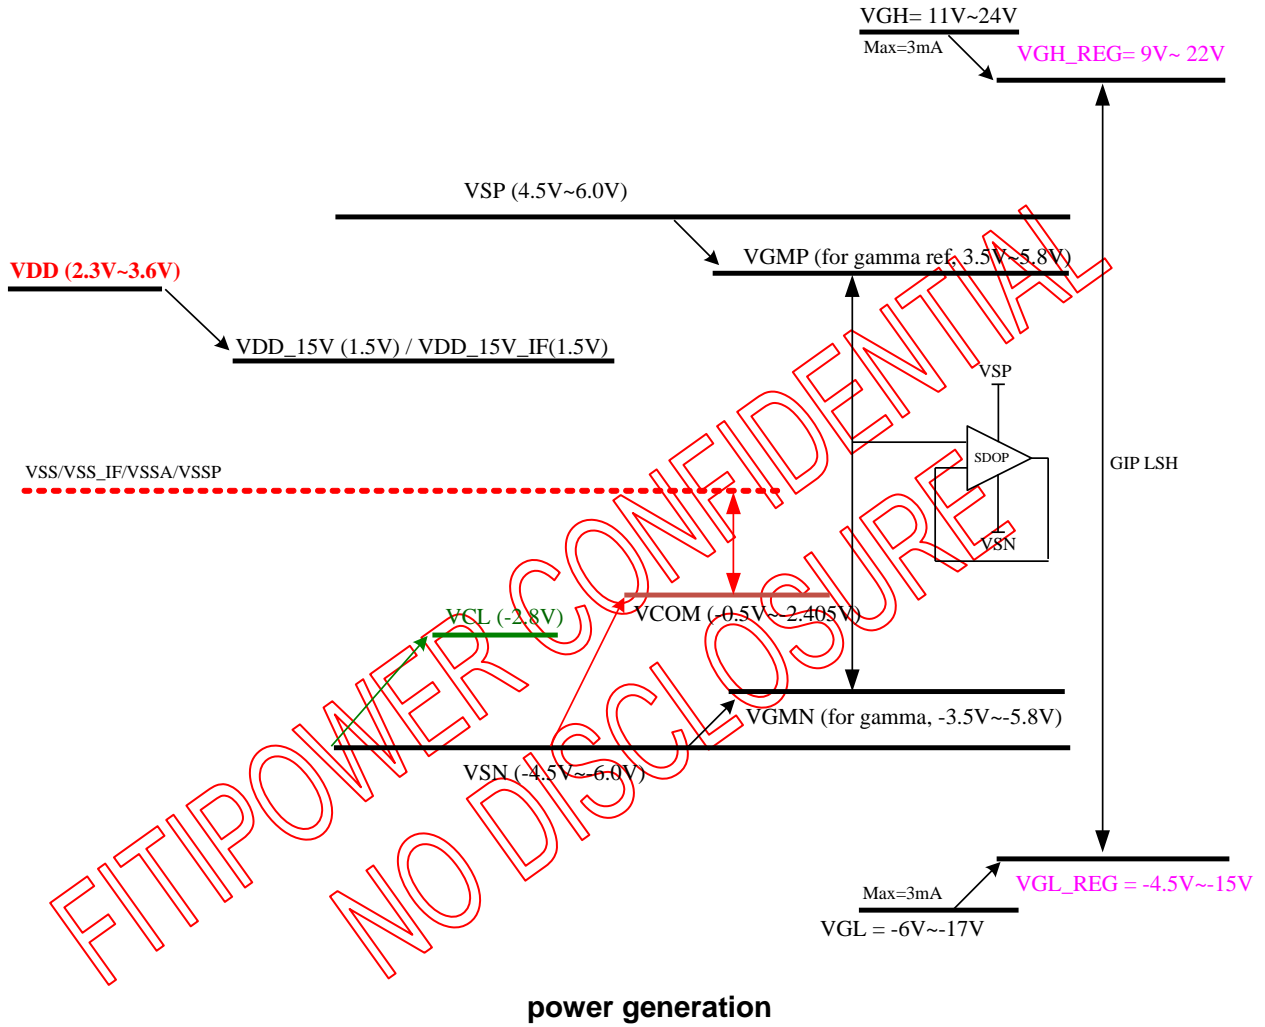 VGH= 11V~24V
Max=3mA
VGH_REG= 9V~ 22V
VSP (4.5V~6.0V)
VGMP (for gamma ref, 3.5V~5.8V)
VDD (2.3V~3.6V)
VDD_15V (1.5V) / VDD_15V_IF(1.5V)
VSP
SDOP
GIP LSH
VSS/VSS_IF/VSSA/VSSP
VSN
VCL (-2.8V)
VCOM (-0.5V~-2.405V)
VGMN (for gamma, -3.5V~-5.8V)
VSN (-4.5V~-6.0V)
VGL_REG = -4.5V~-15V
Max=3mA
VGL = -6V~-17V
FITIPOWER CONFIDENTIAL
NO DISCLOSURE
power generation